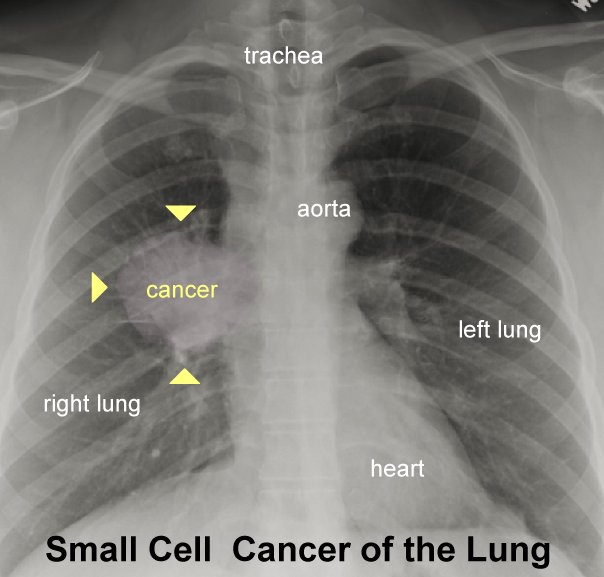 trachea
aorta
cancer
left lung
right lung
heart
Small Cell  Cancer of the Lung